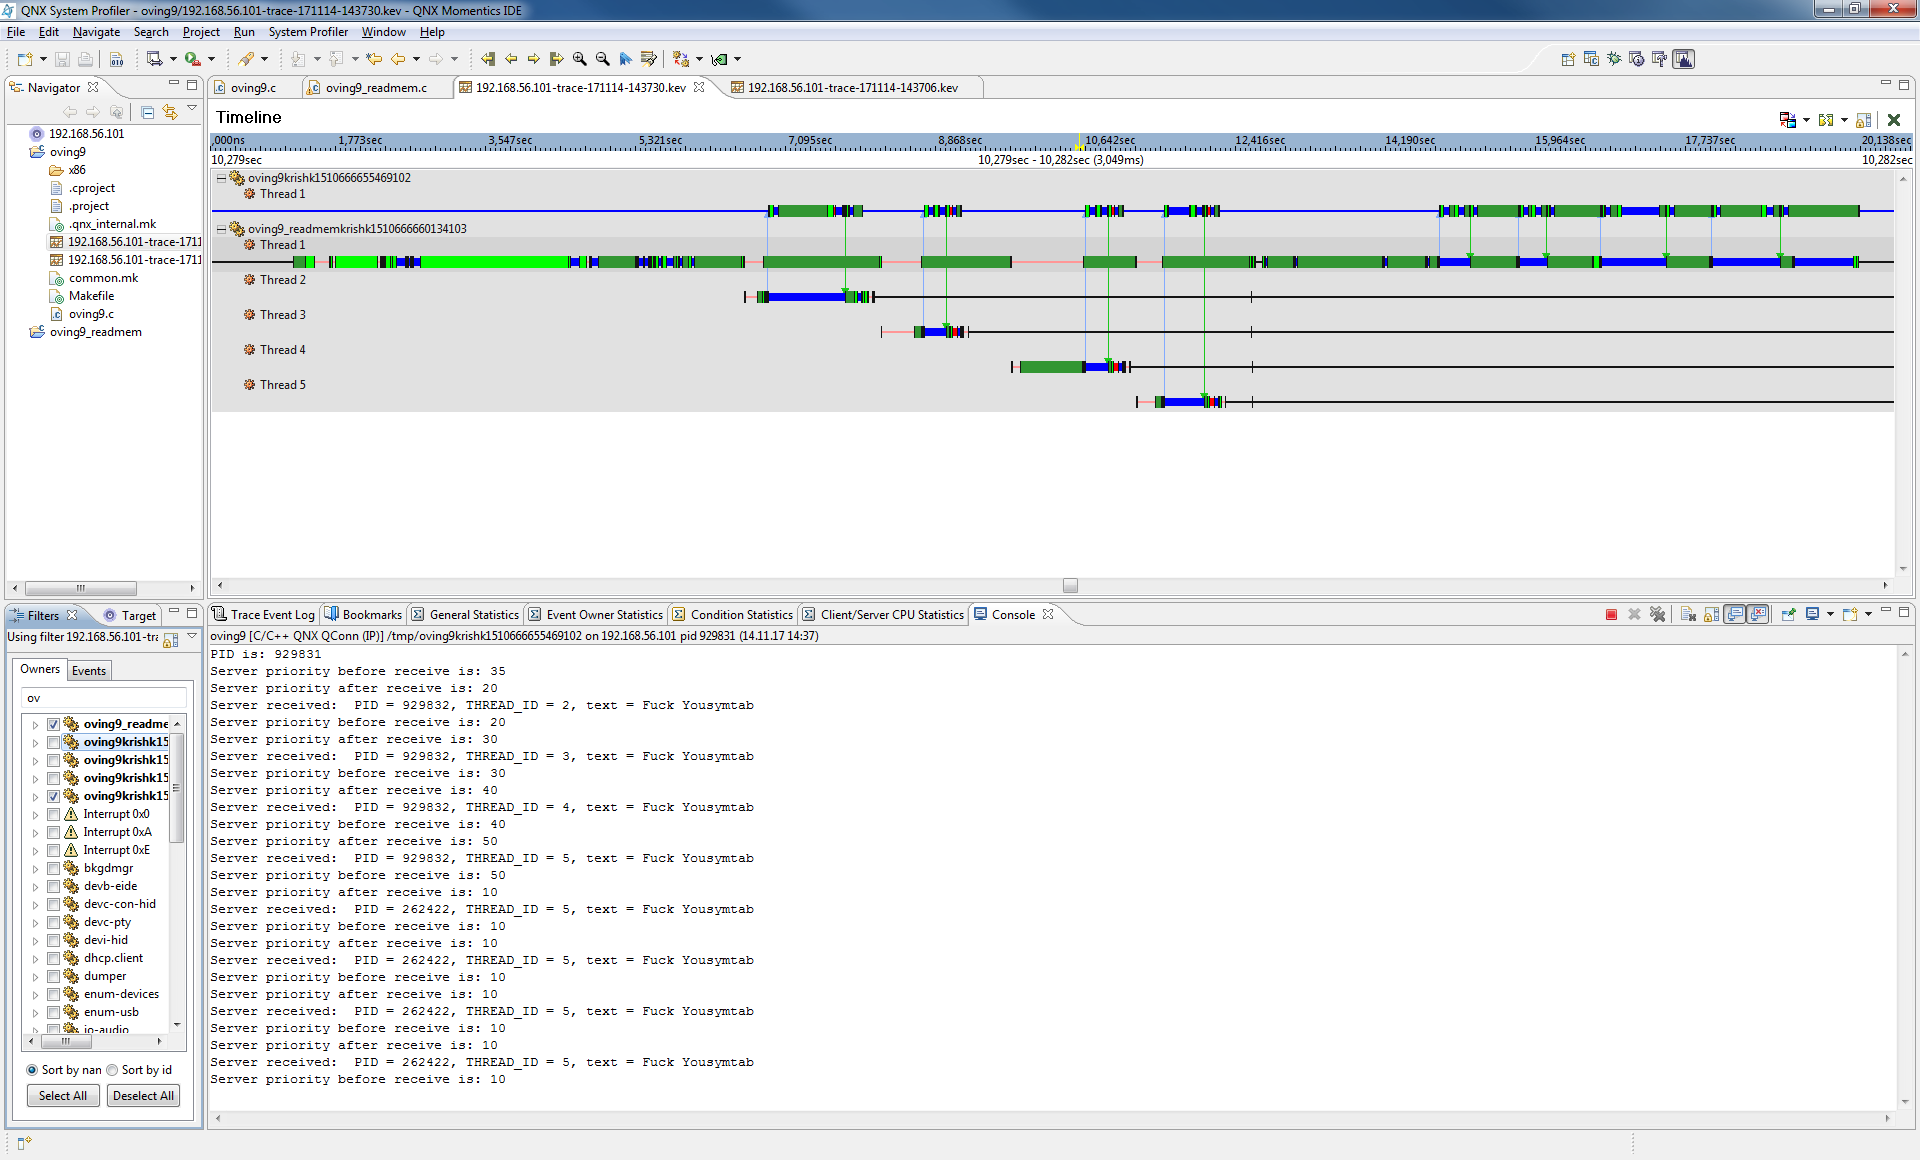 QNX System Profiler - oving9/192.168.56.101-trace-171114-143730.kev - QNX Momentics IDE
File Edit Navigate Search Project Run System Profiler Window Help
Navigator
192.168.56.101
oving9
x86
.cproject
.project
.qnx_internal.mk
192.168.56.101-trace-1711
192.168.56.101-trace-1711
common.mk
Makefile
oving9.c
oving9_readmem
oving9.c oving9_readmem.c 192.168.56.101-trace-171114-143730.kev 192.168.56.101-trace-171114-143706.kev
Timeline
,000ns 1,773sec 3,547sec 5,321sec 7,095sec 8,868sec 10,642sec 12,416sec 14,190sec 15,964sec 17,737sec 20,138sec
10,279sec 10,279sec - 10,282sec (3,049ms) 10,282sec
oving9krishk1510666655469102
Thread 1
oving9_readmemkrishk1510666660134103
Thread 1
Thread 2
Thread 3
Thread 4
Thread 5
Filters Target
Using filter 192.168.56.101-tra
Owners Events
ov
oving9_readme
oving9krishk15
oving9krishk15
oving9krishk15
oving9krishk15
Interrupt 0x0
Interrupt 0xA
Interrupt 0xE
bkgdmgr
devb-eide
devc-con-hid
devc-pty
devi-hid
dhcp.client
dumper
enum-devices
enum-usb
io-audio
Sort by nan Sort by id
Select All Deselect All
Trace Event Log Bookmarks General Statistics Event Owner Statistics Condition Statistics Client/Server CPU Statistics Console
oving9 [C/C++ QNX QConn (IP)] /tmp/oving9krishk1510666655469102 on 192.168.56.101 pid 929831 (14.11.17 14:37)
PID is: 929831
Server priority before receive is: 35
Server priority after receive is: 20
Server received:  PID = 929832, THREAD_ID = 2, text = Fuck Yousymtab
Server priority before receive is: 20
Server priority after receive is: 30
Server received:  PID = 929832, THREAD_ID = 3, text = Fuck Yousymtab
Server priority before receive is: 30
Server priority after receive is: 40
Server received:  PID = 929832, THREAD_ID = 4, text = Fuck Yousymtab
Server priority before receive is: 40
Server priority after receive is: 50
Server received:  PID = 929832, THREAD_ID = 5, text = Fuck Yousymtab
Server priority before receive is: 50
Server priority after receive is: 10
Server received:  PID = 262422, THREAD_ID = 5, text = Fuck Yousymtab
Server priority before receive is: 10
Server priority after receive is: 10
Server received:  PID = 262422, THREAD_ID = 5, text = Fuck Yousymtab
Server priority before receive is: 10
Server priority after receive is: 10
Server received:  PID = 262422, THREAD_ID = 5, text = Fuck Yousymtab
Server priority before receive is: 10
Server priority after receive is: 10
Server received:  PID = 262422, THREAD_ID = 5, text = Fuck Yousymtab
Server priority before receive is: 10